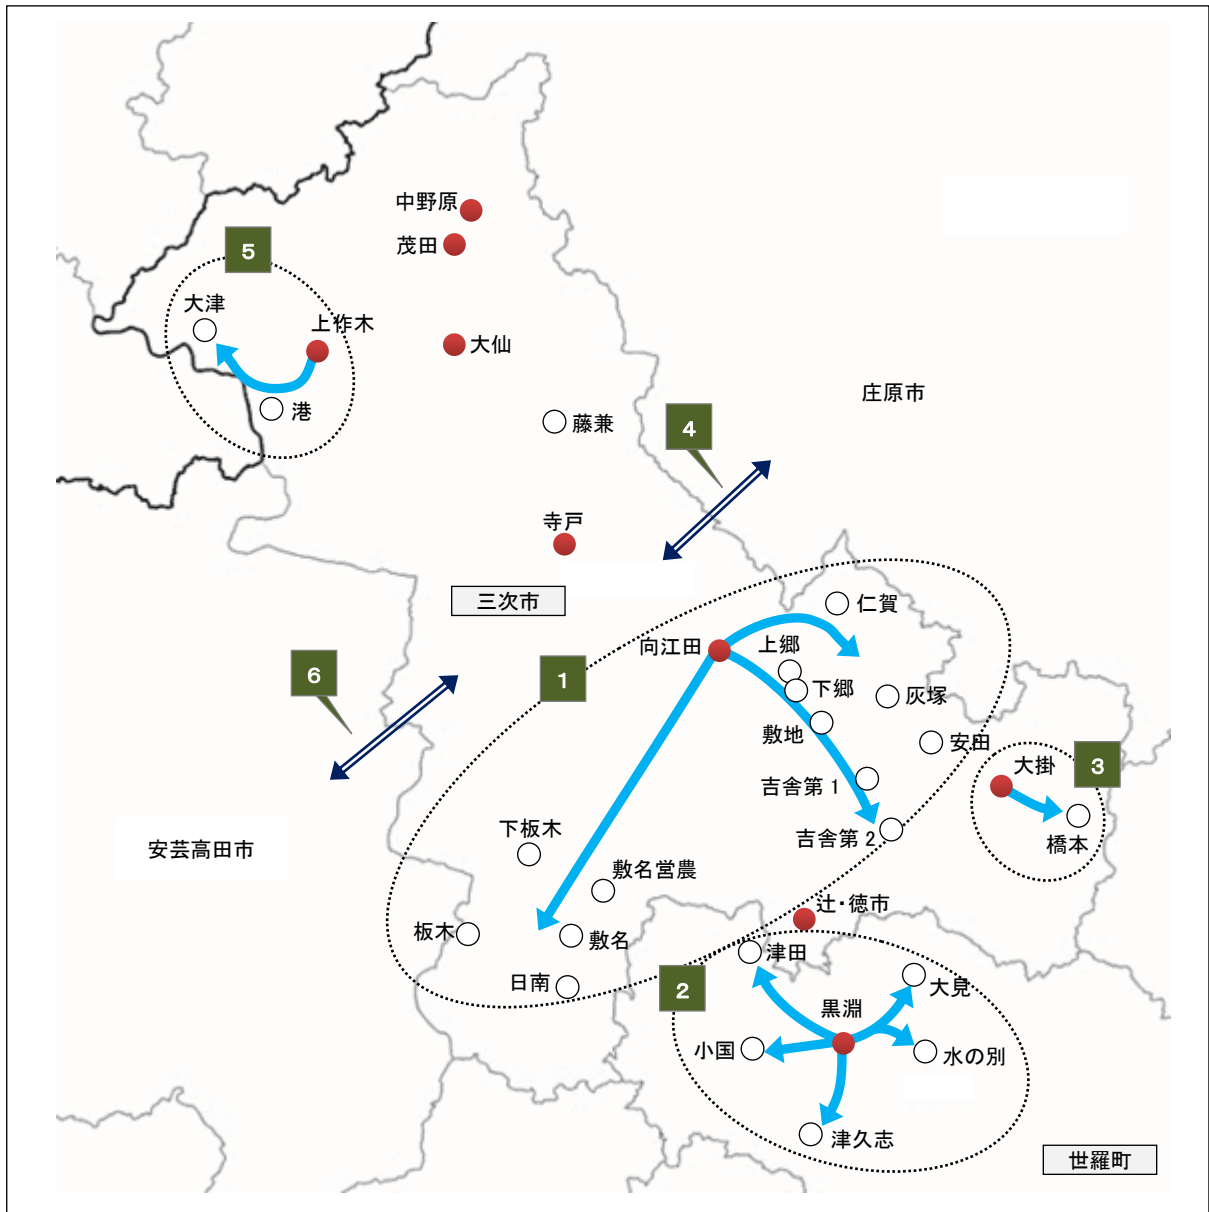 中野原
茂田
5
大津
上作木
大仙
港
藤兼
庄原市
4
寺戸
三次市
仁賀
向江田
上郷
6
1
下郷
灰塚
敷地
安田
大掛
3
吉舎第1
下板木
吉舎第2
橋本
安芸高田市
敷名営農
辻・徳市
板木
敷名
津田
日南
2
大見
黒淵
小国
水の別
津久志
世羅町